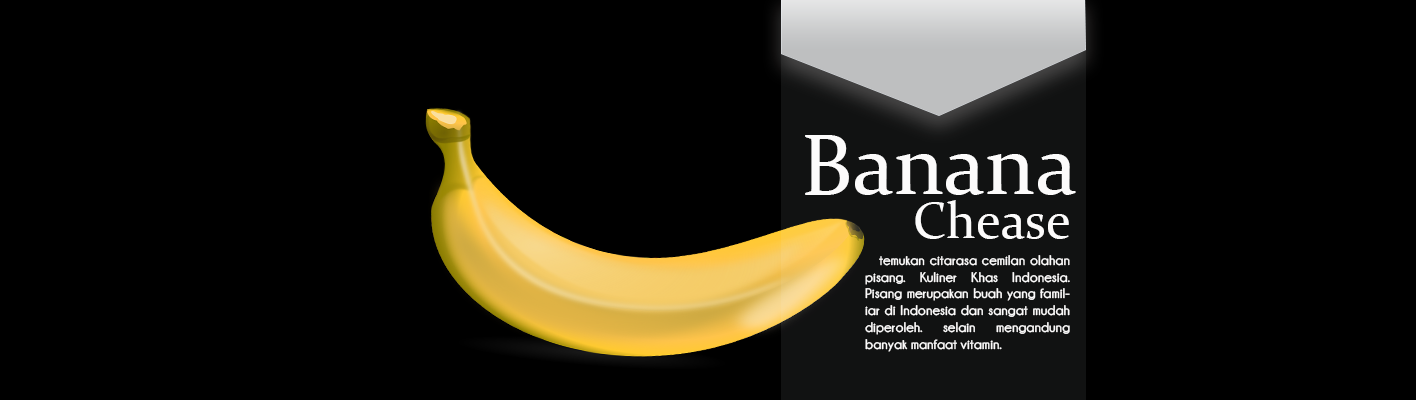 Banana
Chease
temukan citarasa cemilan olahan
pisang. Kuliner Khas Indonesia.
Pisang merupakan buah yang famil-
iar di Indonesia dan sangat mudah
diperoleh. selain mengandung
banyak manfaat vitamin.